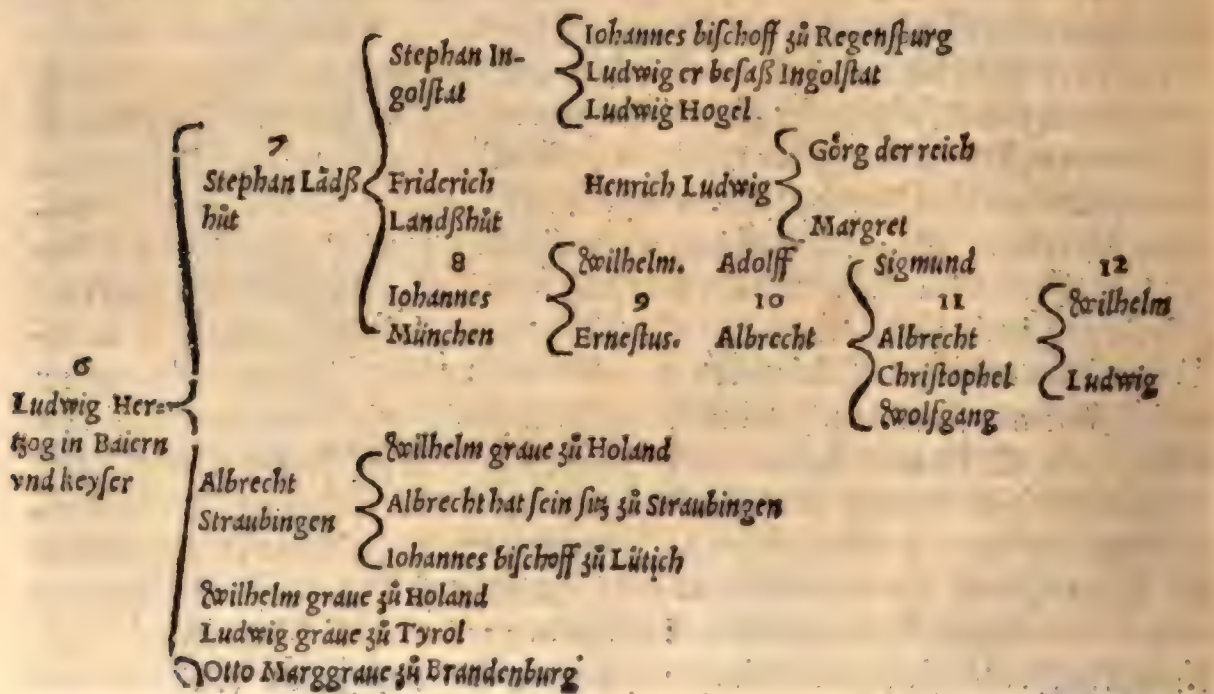 Iohannes biſchoff zů Regenſpurg
Stephan In-
golſtat
Ludwig er beſaß Ingolſtat
Ludwig Hogel.
7
Stephan Lādß
hůt
Friderich
Landßhůt
Henrich Ludwig
Görg der reich
Margret
8
Iohannes
München
Wilhelm. Adolff
9 10
Erneſtus. Albrecht
Sigmund
11
Albrecht
Chriſtophel
Wolfgang
12
Wilhelm
Ludwig
6
Ludwig Her=
tzog in Baiern
vnd keyſer
Albrecht
Straubingen
Wilhelm graue zů Holand
Albrecht hat ſein ſitz zů Straubingen
Iohannes biſchoff zů Lütich
Wilhelm graue zů Holand
Ludwig graue zů Tyrol
Otto Marggraue zů Brandenburg